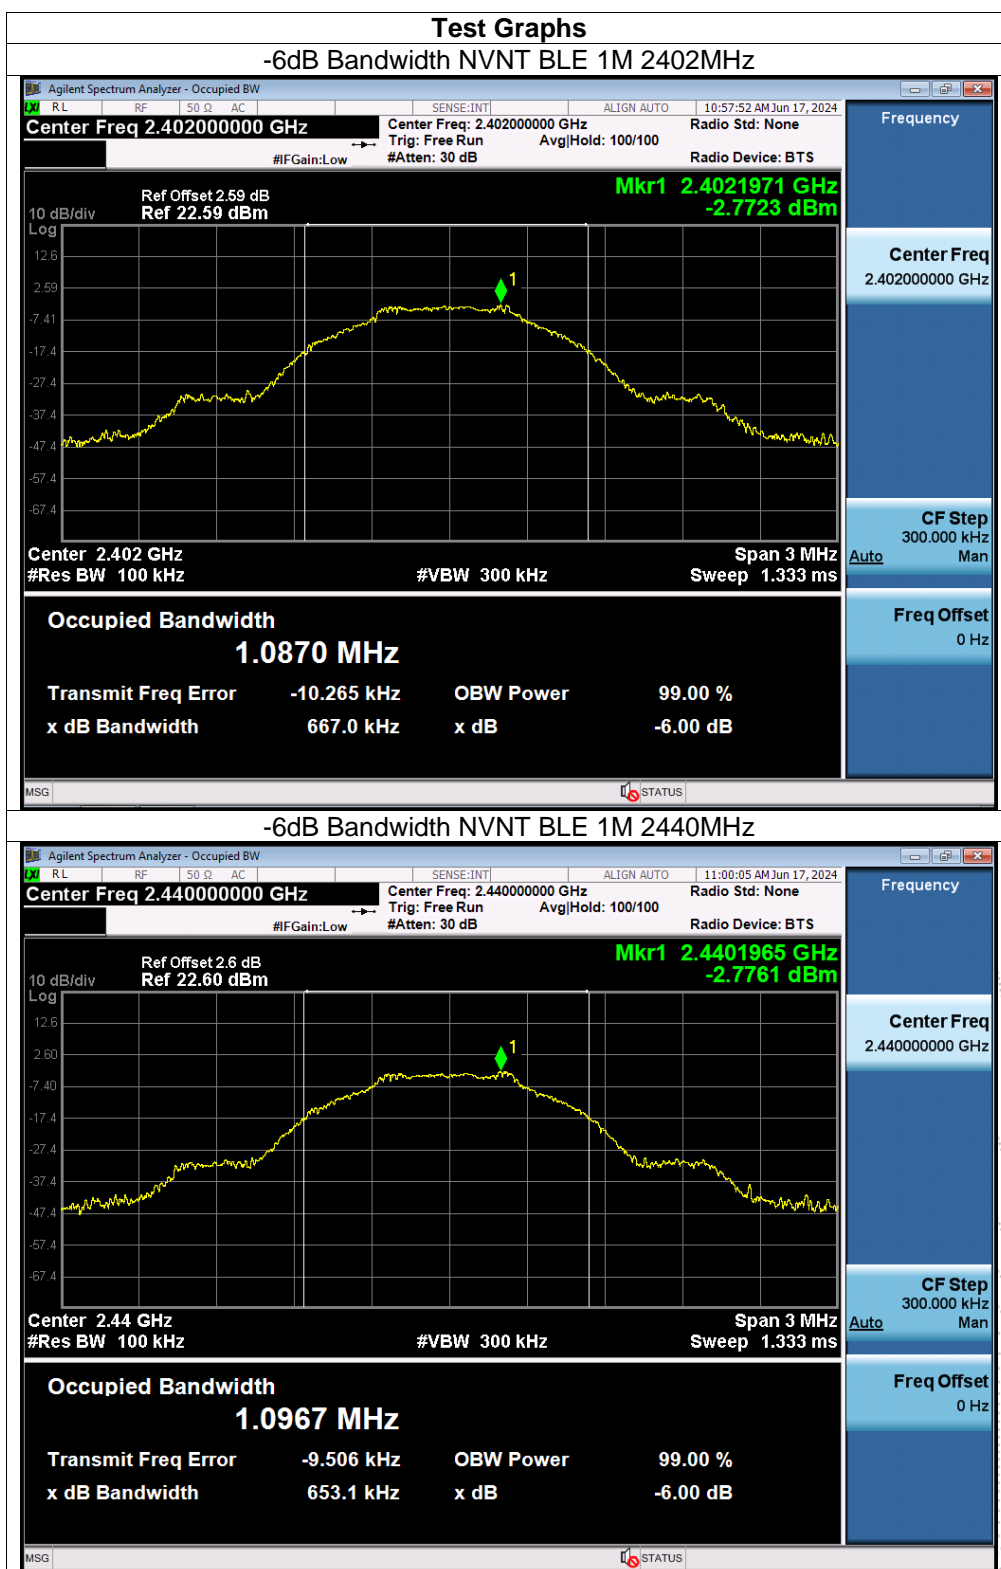 Test Graphs
-6dB Bandwidth NVNT BLE 1M 2402MHz
Agilent Spectrum Analyzer - Occupied BW
LXI RL RF 50 Ω AC SENSE:INT ALIGN AUTO 10:57:52 AM Jun 17, 2024
Center Freq 2.402000000 GHz
Center Freq: 2.402000000 GHz
Radio Std: None
Trig: Free Run Avg|Hold: 100/100
#IFGain:Low #Atten: 30 dB Radio Device: BTS
Frequency
Mkr1 2.4021971 GHz
-2.7723 dBm
Ref Offset 2.59 dB
10 dB/div Ref 22.59 dBm
Log
12.6
2.59
-7.41
-17.4
-27.4
-37.4
-47.4
-57.4
-67.4
1
Center Freq
2.402000000 GHz
CF Step
300.000 kHz
Auto Man
Freq Offset
0 Hz
Center 2.402 GHz Span 3 MHz
#Res BW 100 kHz #VBW 300 kHz Sweep 1.333 ms
Occupied Bandwidth
1.0870 MHz
Transmit Freq Error -10.265 kHz OBW Power 99.00 %
x dB Bandwidth 667.0 kHz x dB -6.00 dB
MSG STATUS
-6dB Bandwidth NVNT BLE 1M 2440MHz
Agilent Spectrum Analyzer - Occupied BW
LXI RL RF 50 Ω AC SENSE:INT ALIGN AUTO 11:00:05 AM Jun 17, 2024
Center Freq 2.440000000 GHz
Center Freq: 2.440000000 GHz
Radio Std: None
Trig: Free Run Avg|Hold: 100/100
#IFGain:Low #Atten: 30 dB Radio Device: BTS
Frequency
Mkr1 2.4401965 GHz
-2.7761 dBm
Ref Offset 2.6 dB
10 dB/div Ref 22.60 dBm
Log
12.6
2.60
-7.40
-17.4
-27.4
-37.4
-47.4
-57.4
-67.4
1
Center Freq
2.440000000 GHz
CF Step
300.000 kHz
Auto Man
Freq Offset
0 Hz
Center 2.44 GHz Span 3 MHz
#Res BW 100 kHz #VBW 300 kHz Sweep 1.333 ms
Occupied Bandwidth
1.0967 MHz
Transmit Freq Error -9.506 kHz OBW Power 99.00 %
x dB Bandwidth 653.1 kHz x dB -6.00 dB
MSG STATUS